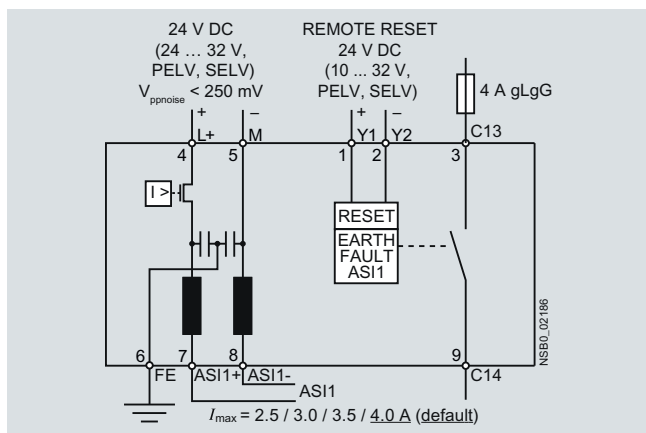 24 V DC
(24 … 32 V,
PELV, SELV)
Vppnoise < 250 mV
REMOTE RESET
24 V DC
(10 ... 32 V,
PELV, SELV)
4 A gLgG
+ – + –
L+ M Y1 Y2 C13
4 5 1 2 3
I >
RESET
EARTH
FAULT
ASI1
NSB0_02186
6 7 8 9
FE ASI1+ ASI1- C14
ASI1
Imax = 2.5 / 3.0 / 3.5 / 4.0 A (default)